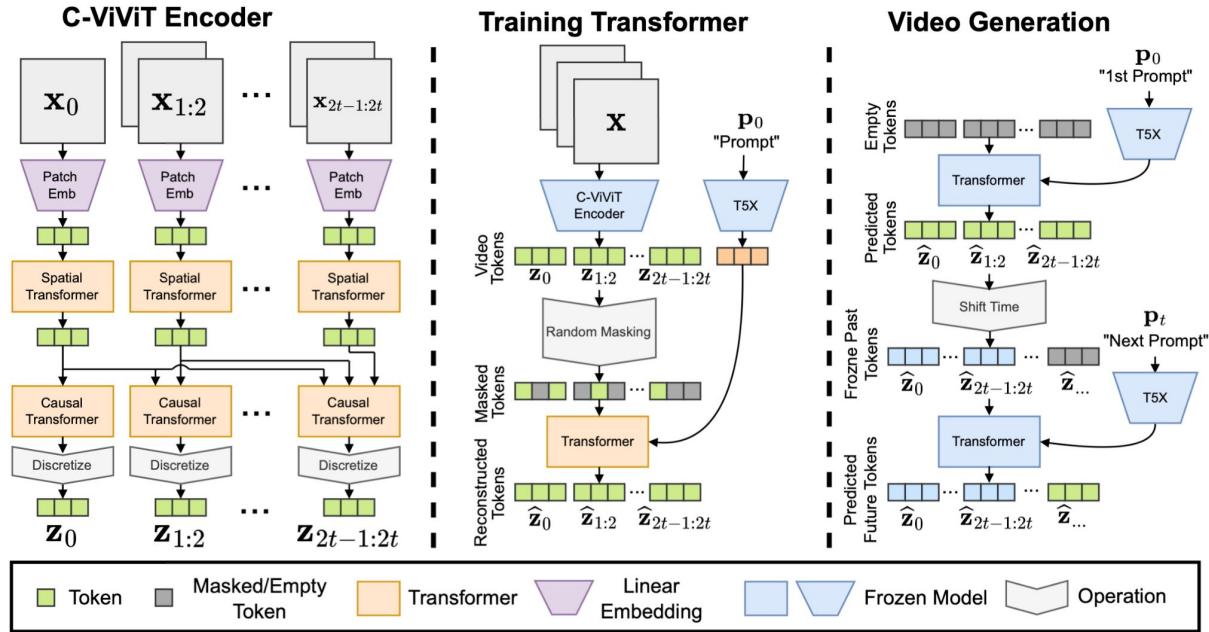 C-ViViT Encoder
x₀
x₁:₂
...
x₂ₜ₋₁:₂ₜ
Patch
Emb
Patch
Emb
...
Patch
Emb
Spatial
Transformer
Spatial
Transformer
...
Spatial
Transformer
Causal
Transformer
Causal
Transformer
...
Causal
Transformer
Discretize
Discretize
Discretize
...
z₀
z₁:₂
z₂ₜ₋₁:₂ₜ
Training Transformer
x
p₀
"Prompt"
C-ViViT
Encoder
T5X
Video
Tokens
...
z₀
z₁:₂
z₂ₜ₋₁:₂ₜ
Random Masking
Masked
Tokens
...
Transformer
Reconstructed
Tokens
...
ẑ₀
ẑ₁:₂
ẑ₂ₜ₋₁:₂ₜ
Video Generation
p₀
"1st Prompt"
Empty
Tokens
...
T5X
Transformer
Predicted
Tokens
...
ẑ₀
ẑ₁:₂
ẑ₂ₜ₋₁:₂ₜ
Shift Time
pₜ
"Next Prompt"
Frozne Past
Tokens
...
...
ẑ₀
ẑ₂ₜ₋₁:₂ₜ
ẑ...
T5X
Transformer
Predicted
Future Tokens
...
...
ẑ₀
ẑ₂ₜ₋₁:₂ₜ
ẑ...
Token
Masked/Empty
Token
Transformer
Linear
Embedding
Frozen Model
Operation